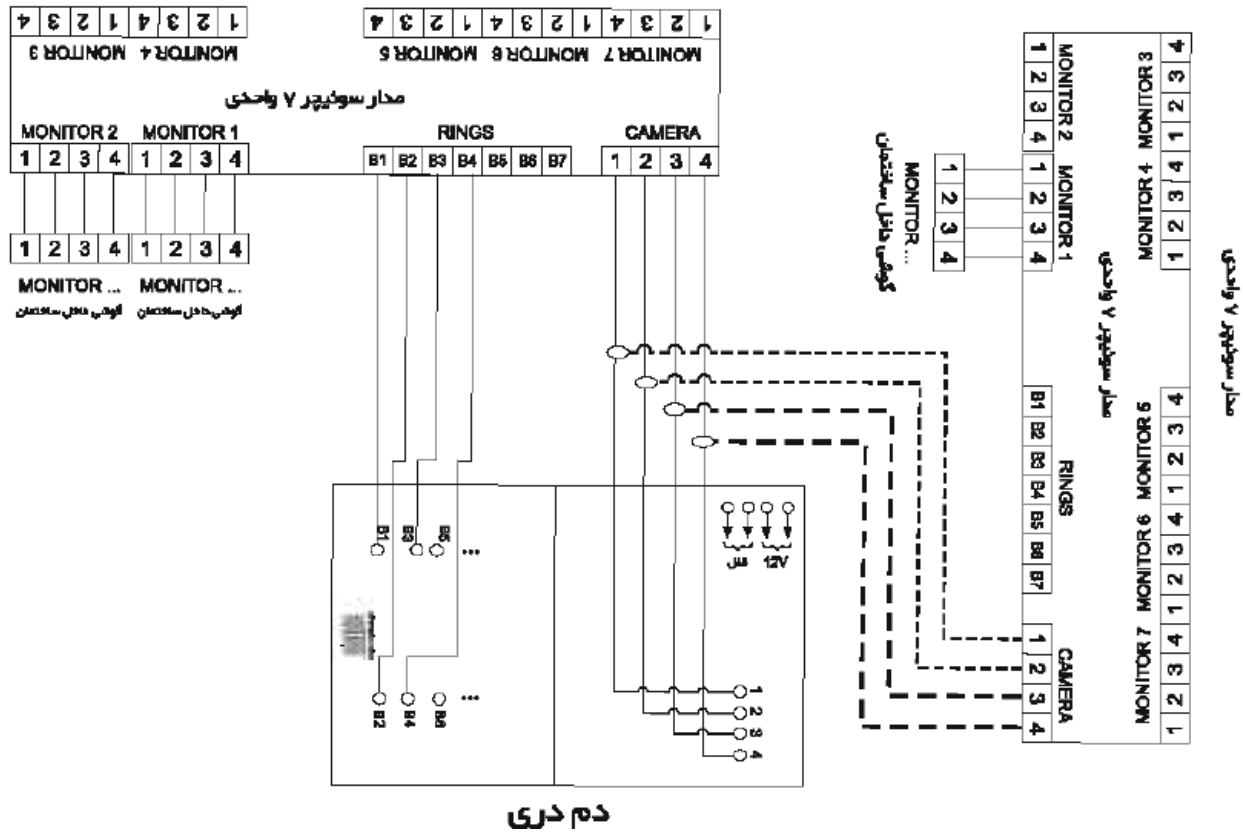 4 3 2 1 4 3 2 1
MONITOR 3 MONITOR 4
4 3 2 1 4 3 2 1 4 3 2 1
MONITOR 5 MONITOR 6 MONITOR 7
مدار سوئیچر ۷ واحدی
MONITOR 2 MONITOR 1
1 2 3 4 1 2 3 4
RINGS
B1 B2 B3 B4 B5 B6 B7
CAMERA
1 2 3 4
1 2 3 4 1 2 3 4
MONITOR ... MONITOR ...
گوشی داخل ساختمان گوشی داخل ساختمان
B1 B3 B5 ...
B2 B4 B6 ...
قفل 12V
1
2
3
4
دم دری
MONITOR ...
گوشی داخل ساختمان
1 2 3 4
1 2 3 4 1 2 3 4
MONITOR 2 MONITOR 1
B1 B2 B3 B4 B5 B6 B7
RINGS
1 2 3 4
CAMERA
مدار سوئیچر ۷ واحدی
MONITOR 3 MONITOR 4
4 3 2 1 4 3 2 1
MONITOR 5 MONITOR 6 MONITOR 7
4 3 2 1 4 3 2 1 4 3 2 1
مدار سوئیچر ۷ واحدی